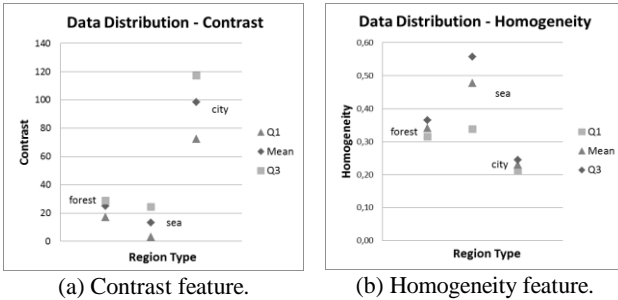 Data Distribution - Contrast
140
120
100
80
60
40
20
0
Contrast
forest
sea
city
Q1
Mean
Q3
Region Type
(a) Contrast feature.
Data Distribution - Homogeneity
0,60
0,50
0,40
0,30
0,20
0,10
0,00
Homogeneity
forest
sea
city
Q1
Mean
Q3
Region Type
(b) Homogeneity feature.